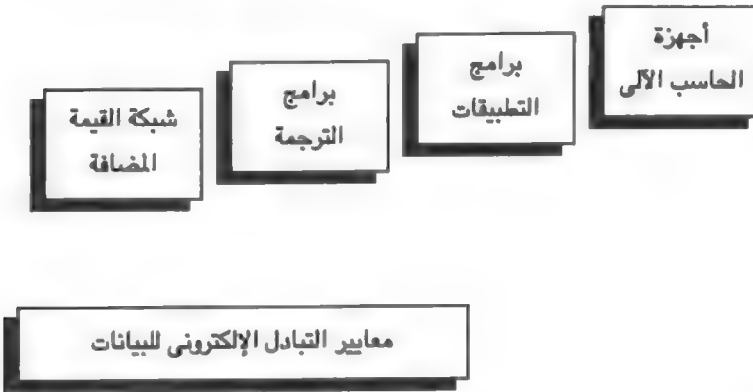 أجهزة
الحاسب الآلى
برامج
التطبيقات
برامج
الترجمة
شبكة القيمة
المضافة
معايير التبادل الإلكترونى للبيانات